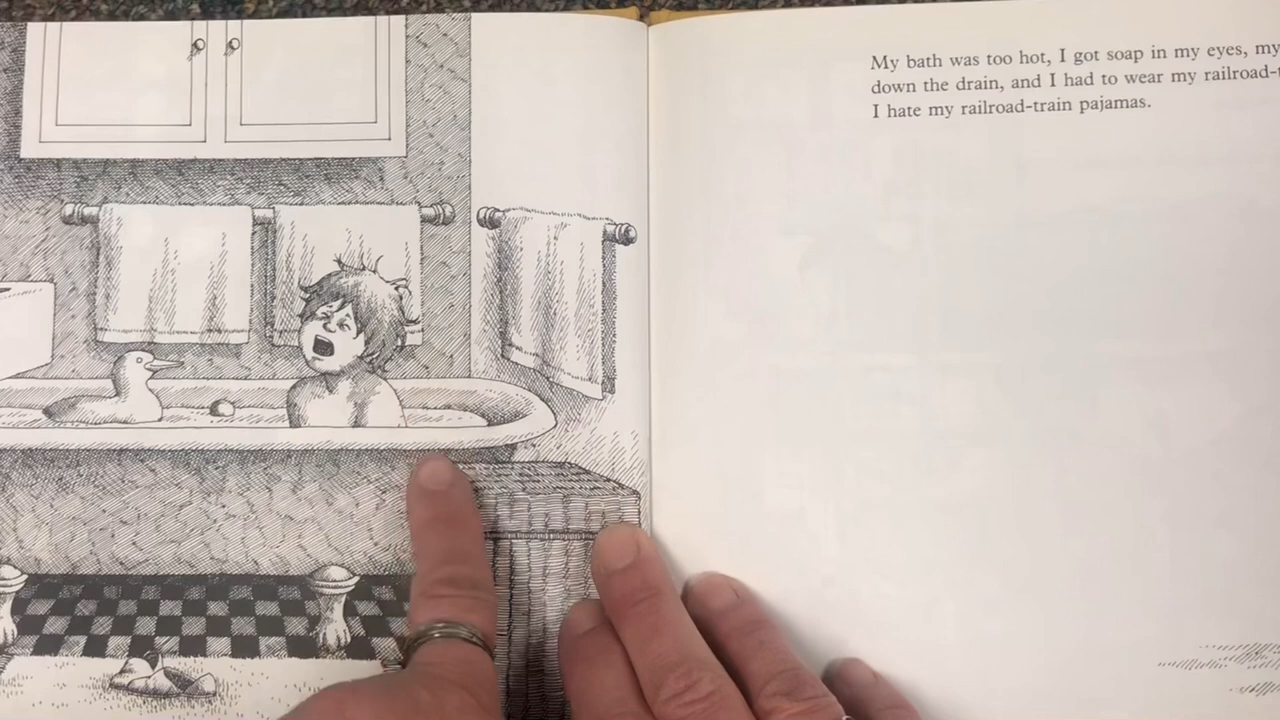 My bath was too hot, I got soap in my eyes, my
down the drain, and I had to wear my railroad-
I hate my railroad-train pajamas.